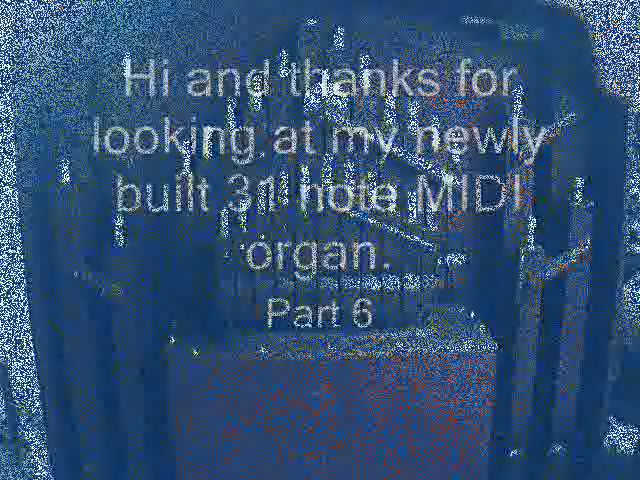 Hi and thanks for
looking at my newly
built 31 note MIDI
organ.
Part 6